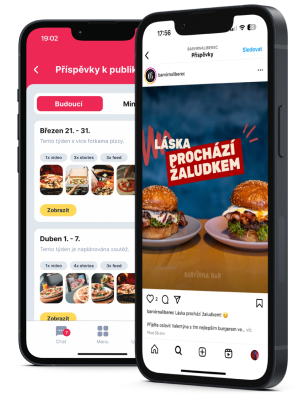 19:02
Příspěvky k publik
Budoucí
Min
Březen 21. - 31.
Tento týden s více fotkama pizzy.
1x video
3x stories
3x feed
Zobrazit
Duben 1. - 7.
Tento týden je naplánována soutěž.
1x video
4x stories
3x feed
Zobrazit
Chat
Menu
17:56
BARVIRNALIBEREC
Příspěvky
Sledovat
barvirnaliberec
LÁSKA
PROCHÁZÍ
ŽALUDKEM
BARVÍRNA BAR
barvirnaliberec Láska prochází žaludkem!
Přijďte oslavit Valentýna s tím nejlepším burgerem ve... víc